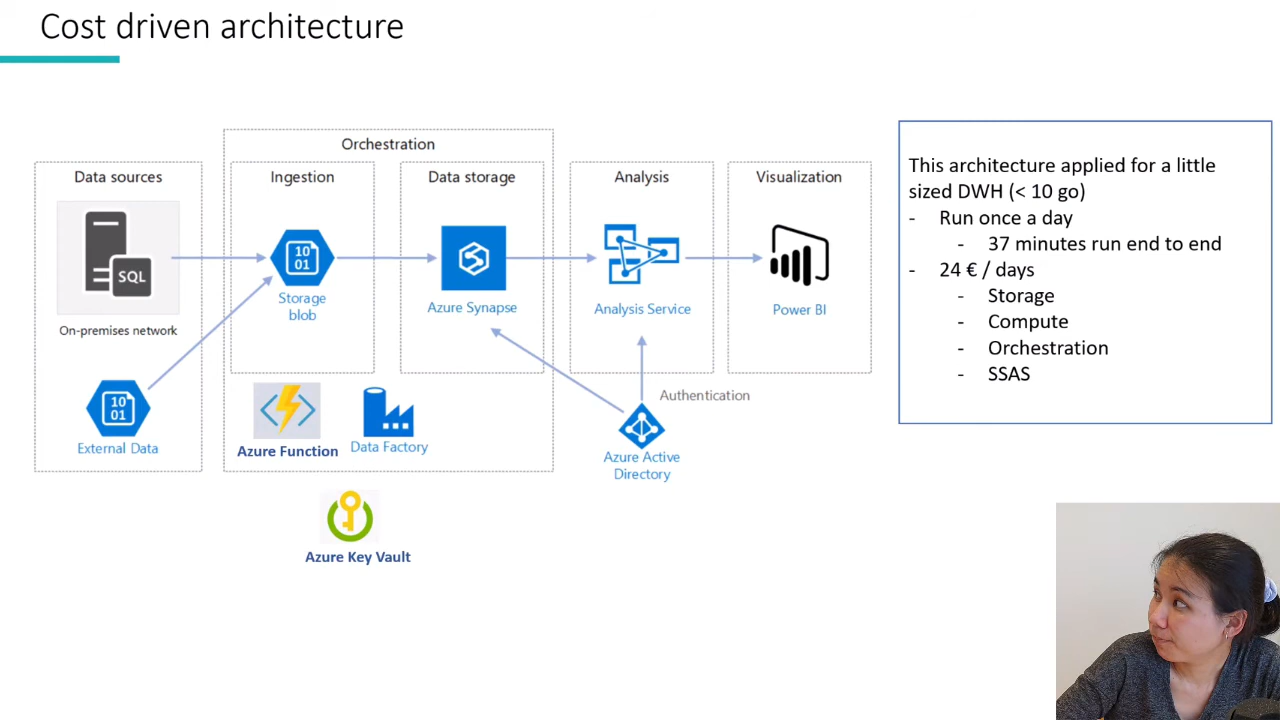 Cost driven architecture
Orchestration
Data sources
Ingestion
Data storage
Analysis
Visualization
SQL
10
01
On-premises network
Storage
blob
Azure Synapse
Analysis Service
Power BI
10
01
External Data
Azure Function
Data Factory
Authentication
Azure Active
Directory
Azure Key Vault
This architecture applied for a little
sized DWH (< 10 go)
- Run once a day
- 37 minutes run end to end
- 24 € / days
- Storage
- Compute
- Orchestration
- SSAS